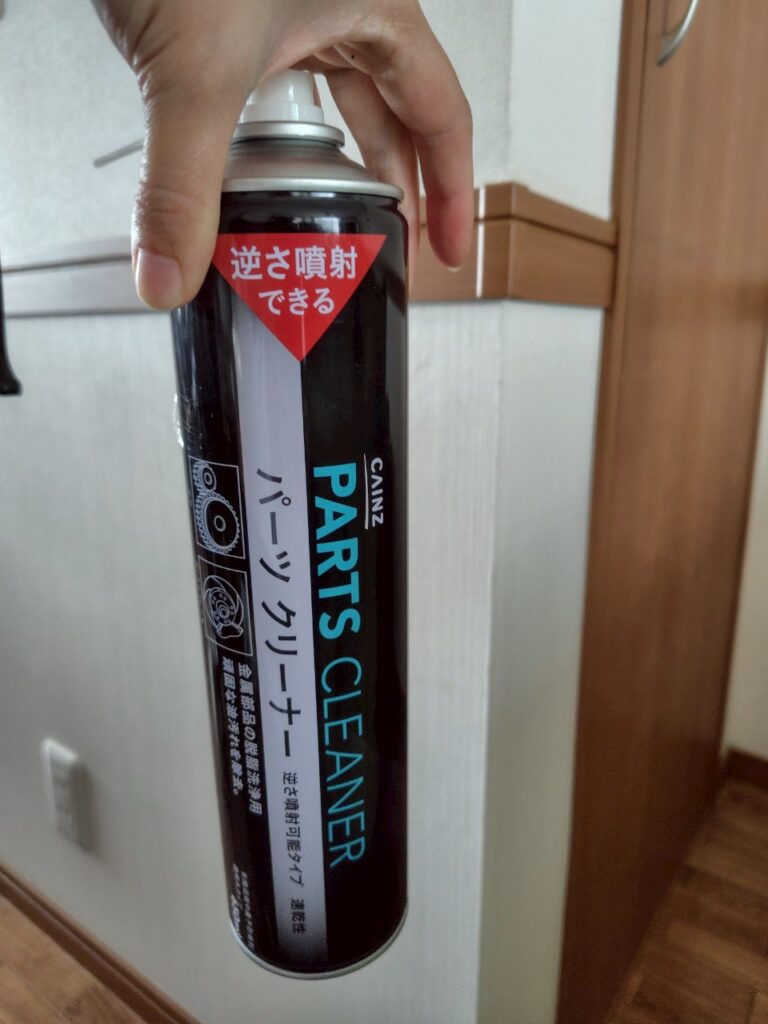 逆さ噴射
できる
CAINZ
PARTS CLEANER
パーツ クリーナー 逆さ噴射可能タイプ 速乾性
金属部品の脱脂洗浄用
頑固な油汚れを除去。